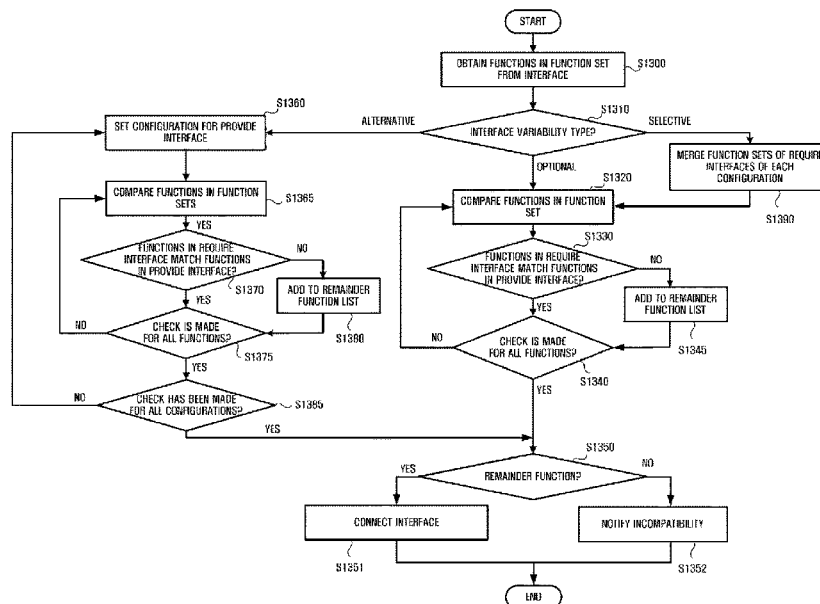 START
OBTAIN FUNCTIONS IN FUNCTION SET
FROM INTERFACE
S1300
S1310
INTERFACE VARIABILITY TYPE?
ALTERNATIVE
SELECTIVE
OPTIONAL
S1360
SET CONFIGURATION FOR PROVIDE
INTERFACE
MERGE FUNCTION SETS OF REQUIRE
INTERFACES OF EACH
CONFIGURATION
S1390
COMPARE FUNCTIONS IN FUNCTION
SETS
S1365
S1320
COMPARE FUNCTIONS IN FUNCTION
SET
YES
FUNCTIONS IN REQUIRE
INTERFACE MATCH FUNCTIONS
IN PROVIDE INTERFACE?
NO
S1370
S1330
FUNCTIONS IN REQUIRE
INTERFACE MATCH FUNCTIONS
IN PROVIDE INTERFACE?
NO
YES
ADD TO REMAINDER
FUNCTION LIST
S1380
YES
ADD TO REMAINDER
FUNCTION LIST
S1345
NO
CHECK IS MADE
FOR ALL FUNCTIONS?
S1375
NO
CHECK IS MADE
FOR ALL FUNCTIONS?
S1340
YES
YES
NO
CHECK HAS BEEN MADE
FOR ALL CONFIGURATIONS?
S1385
YES
S1350
REMAINDER FUNCTION?
YES
NO
CONNECT INTERFACE
S1351
NOTIFY INCOMPATIBILITY
S1352
END